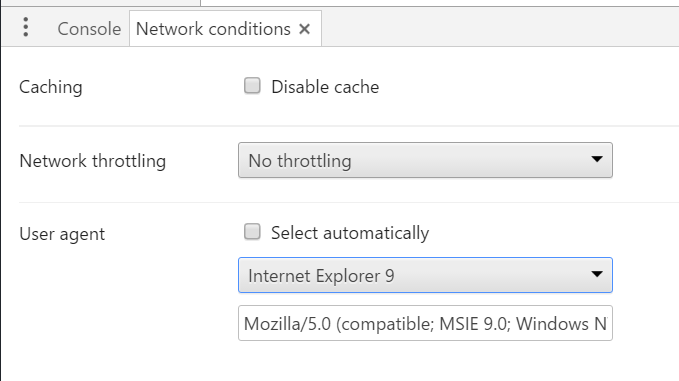 Console Network conditions
Caching Disable cache
Network throttling No throttling
User agent Select automatically
Internet Explorer 9
Mozilla/5.0 (compatible; MSIE 9.0; Windows N